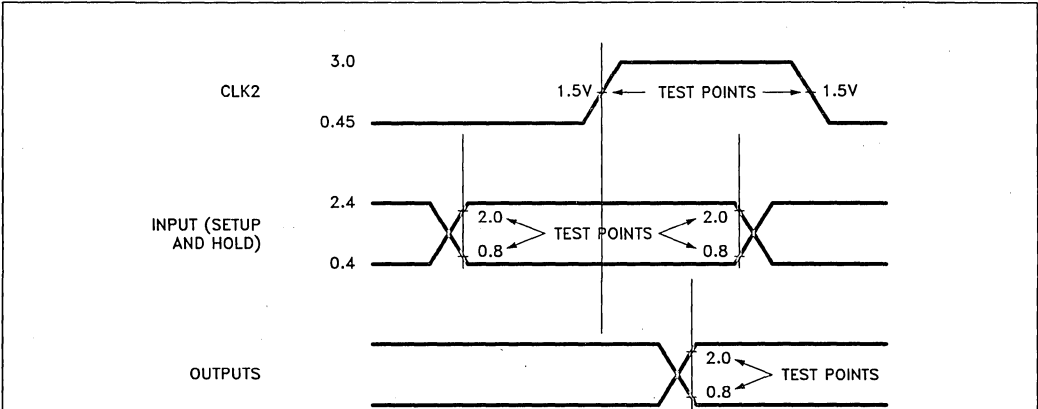 3.0
CLK2
1.5V
TEST POINTS
1.5V
0.45
2.4
INPUT (SETUP
AND HOLD)
2.0
2.0
TEST POINTS
0.8
0.8
0.4
OUTPUTS
2.0
TEST POINTS
0.8